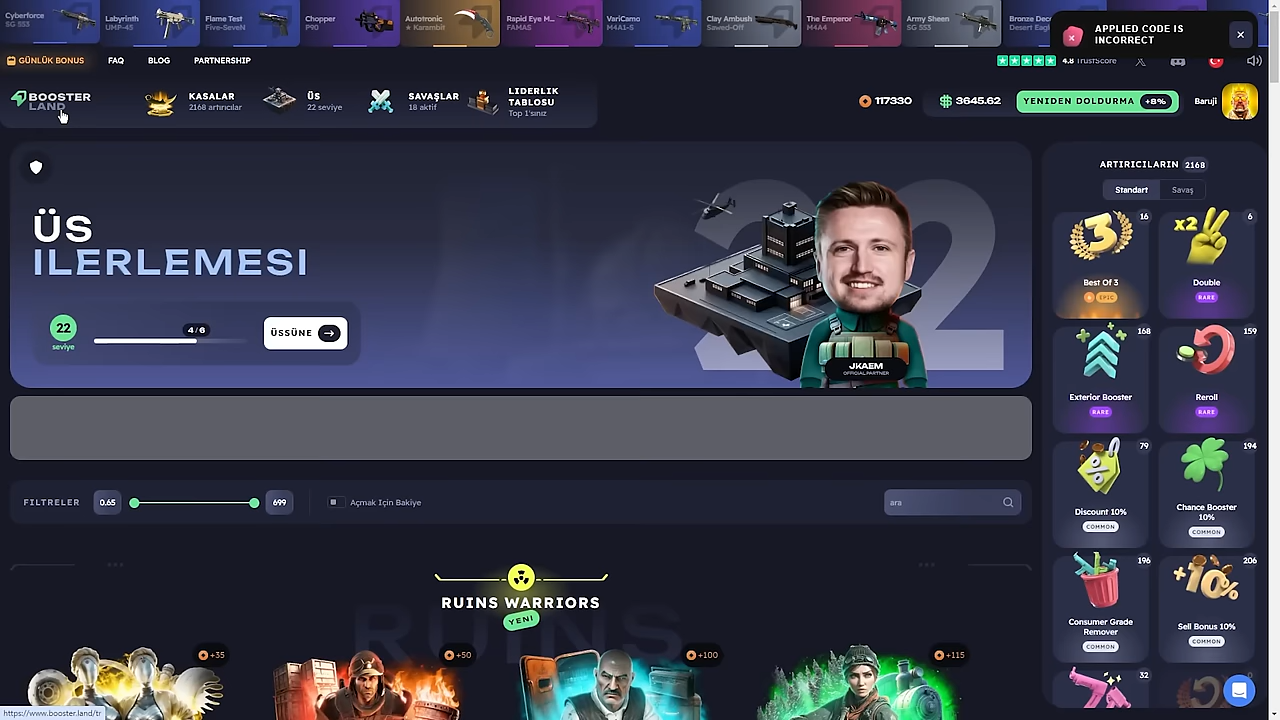 Cyberforce
SG 553
Labyrinth
UMP-45
Flame Test
Five-SeveN
Chopper
P90
Autotronic
★ Karambit
Rapid Eye M...
FAMAS
VariCamo
M4A1-S
Clay Ambush
Sawed-Off
The Emperor
M4A4
Army Sheen
SG 553
Bronze Dec
Desert Eagl
APPLIED CODE IS
INCORRECT
GÜNLÜK BONUS
FAQ
BLOG
PARTNERSHIP
4.8 TrustScore
BOOSTER
LAND
KASALAR
2168 artırıcılar
ÜS
22 seviye
SAVAŞLAR
18 aktif
LIDERLIK
TABLOSU
Top 1'sınız
117330
3645.62
YENIDEN DOLDURMA +8%
Baruji
ÜS
ILERLEMESI
22
22
seviye
4/6
ÜSSÜNE
JKAEM
OFFICIAL PARTNER
ARTIRICILARIN 2168
Standart
Savaş
3
16
Best Of 3
EPIC
x2
6
Double
RARE
168
Exterior Booster
RARE
159
Reroll
RARE
%
79
Discount 10%
COMMON
194
Chance Booster
10%
COMMON
196
Consumer Grade
Remover
COMMON
+10%
206
Sell Bonus 10%
COMMON
32
FILTRELER
0.65
699
Açmak Için Bakiye
ara
RUINS
RUINS WARRIORS
YENI
+35
+50
+100
+115
https://www.booster.land/tr